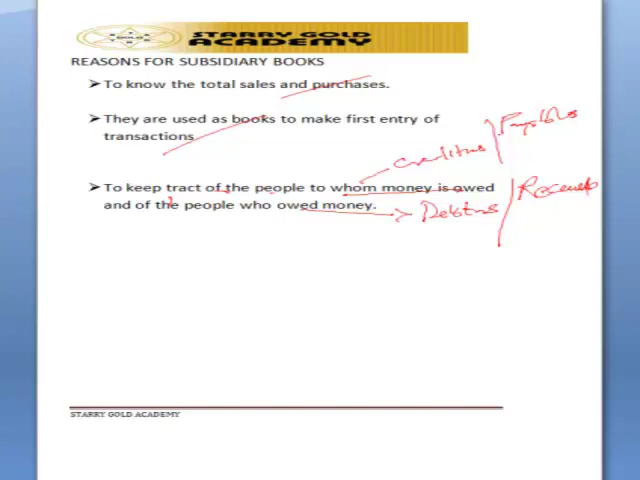 STARRY GOLD
ACADEMY
REASONS FOR SUBSIDIARY BOOKS
To know the total sales and purchases.
They are used as books to make first entry of
transactions
Creditors / Payables
To keep tract of the people to whom money is owed
and of the people who owed money.
Debtors /
STARRY GOLD ACADEMY